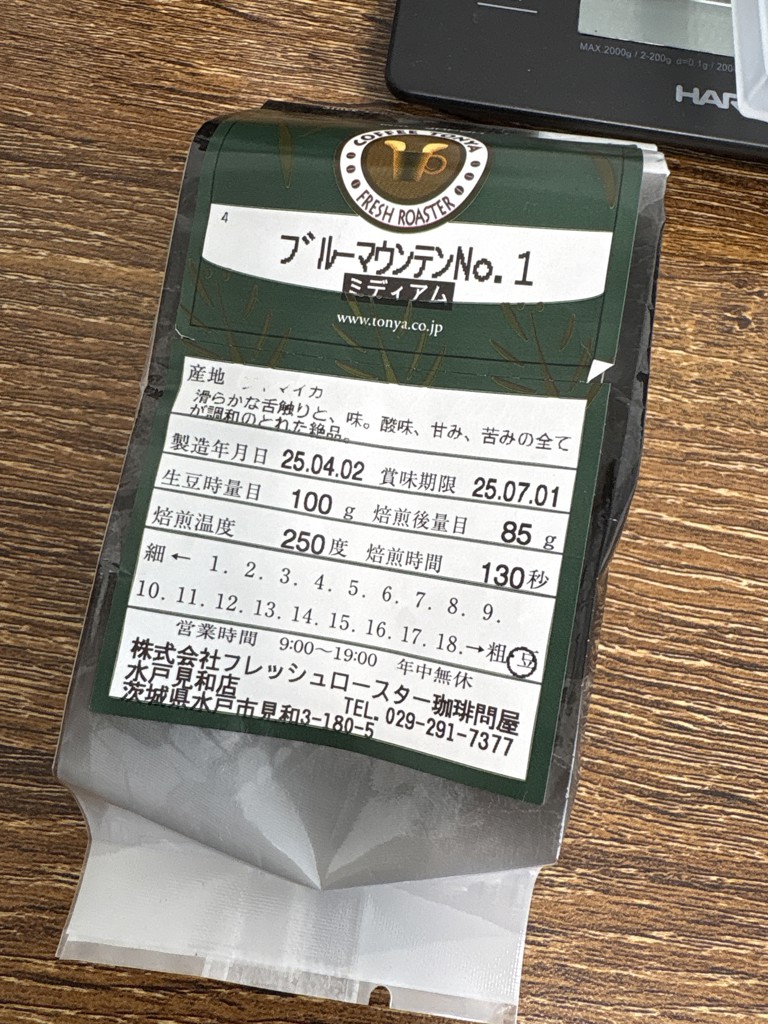 MAX.2000g / 2-200g d=0.1g / 200-
HAR
COFFEE TONYA
FRESH ROASTER
4
ブルーマウンテンNo.1
ミディアム
www.tonya.co.jp
産地
マイカ
滑らかな舌触りと、味。酸味、甘み、苦みの全て
が調和のとれた絶品。
製造年月日 25.04.02 賞味期限 25.07.01
生豆時量目 100 g 焙煎後量目 85 g
焙煎温度 250度 焙煎時間 130秒
細← 1. 2. 3. 4. 5. 6. 7. 8. 9.
10. 11. 12. 13. 14. 15. 16. 17. 18.→粗・豆
営業時間 9:00〜19:00 年中無休
株式会社フレッシュロースター珈琲問屋
水戸見和店 TEL. 029-291-7377
茨城県水戸市見和3-180-5